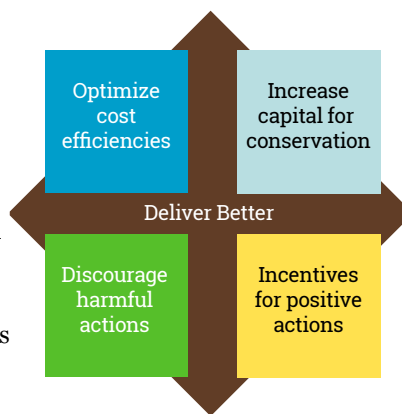 Optimize
cost
efficiencies
Increase
capital for
conservation
Deliver Better
Discourage
harmful
actions
Incentives
for positive
actions
s